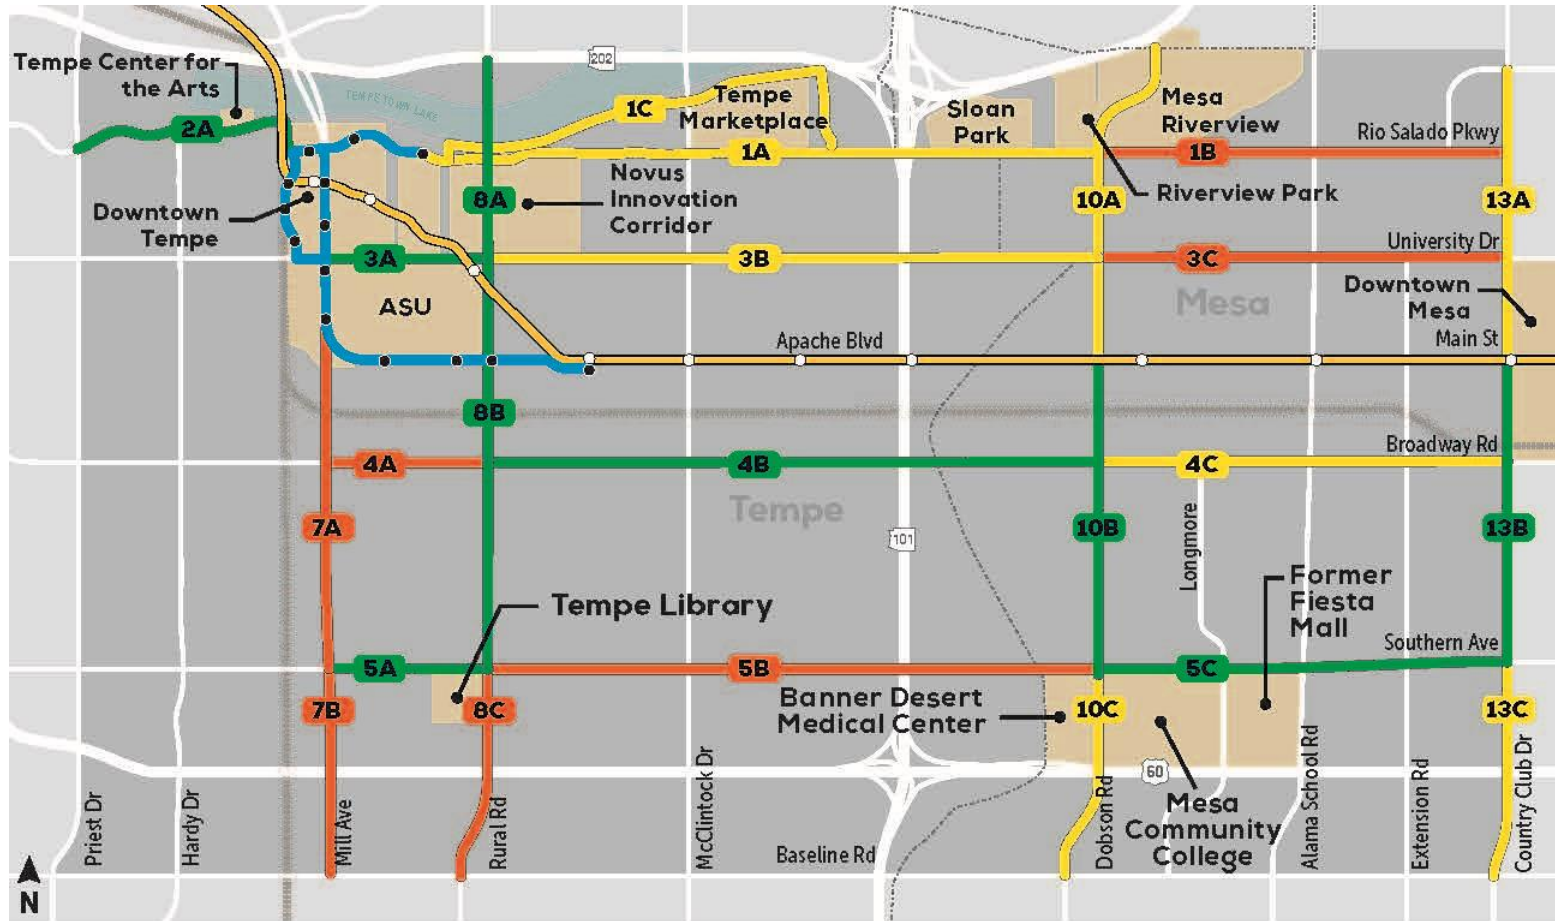 202
Tempe Center for
the Arts
TEMPE TOWN LAKE
2A
1C
Tempe
Marketplace
Sloan
Park
Mesa
Riverview
Rio Salado Pkwy
1A
1B
Novus
Innovation
Corridor
8A
10A
Riverview Park
13A
Downtown
Tempe
University Dr
3A
3B
3C
Downtown
Mesa
ASU
Mesa
Apache Blvd
Main St
8B
Broadway Rd
4A
4B
4C
Tempe
7A
101
10B
Longmore
13B
Former
Fiesta
Mall
Tempe Library
Southern Ave
5A
5B
5C
Banner Desert
Medical Center
7B
8C
10C
13C
60
Mesa
Community
College
Priest Dr
Hardy Dr
Mill Ave
Rural Rd
McClintock Dr
Baseline Rd
Dobson Rd
Alama School Rd
Extension Rd
Country Club Dr
N